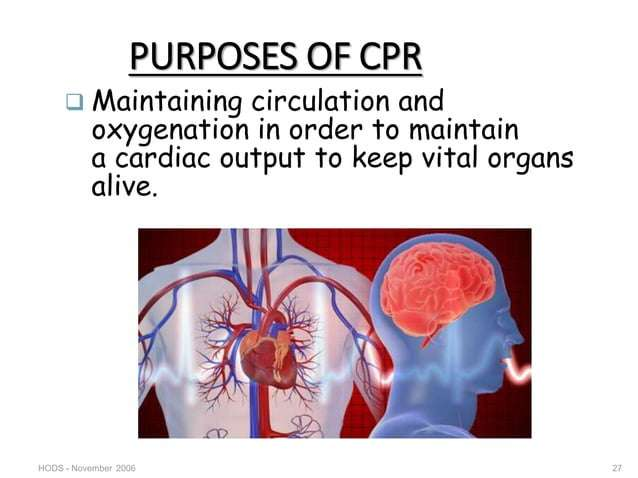 PURPOSES OF CPR
❑ Maintaining circulation and
oxygenation in order to maintain
a cardiac output to keep vital organs
alive.
HODS - November 2006
27